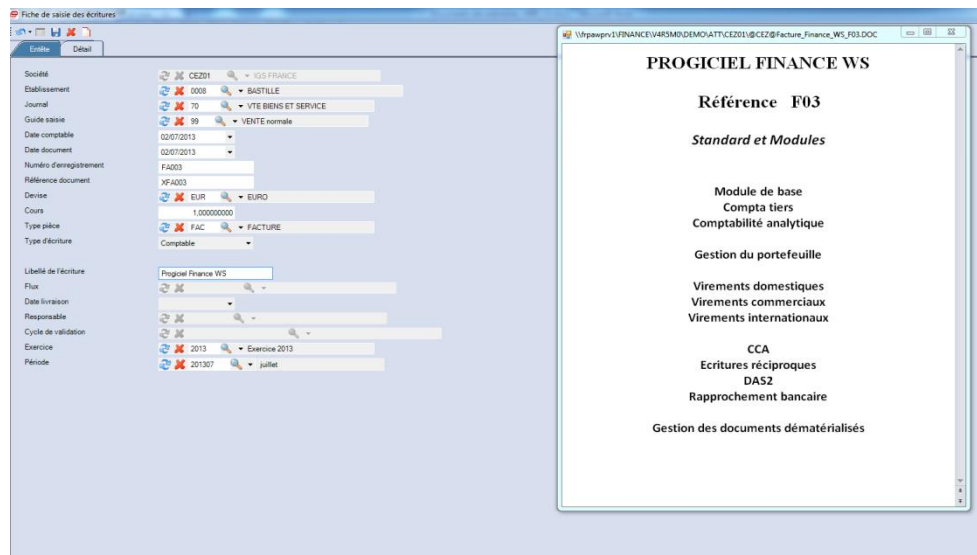 Fiche de saisie des écritures
Entête Détail
Société CEZ01 IGS FRANCE
Etablissement 0008 BASTILLE
Journal 70 VTE BIENS ET SERVICE
Guide saisie 99 VENTE normale
Date comptable 02/07/2013
Date document 02/07/2013
Numéro d'enregistrement FA003
Référence document XFA003
Devise EUR EURO
Cours 1,000000000
Type pièce FAC FACTURE
Type d'écriture Comptable
Libellé de l'écriture Progiciel Finance WS
Flux
Date livraison
Responsable
Cycle de validation
Exercice 2013 Exercice 2013
Période 201307 juillet
\\frpawprv1\FINANCE\V4R5M0\DEMO\ATT\CEZ01\@CEZ@Facture_Finance_WS_F03.DOC
PROGICIEL FINANCE WS
Référence F03
Standard et Modules
Module de base
Compta tiers
Comptabilité analytique
Gestion du portefeuille
Virements domestiques
Virements commerciaux
Virements internationaux
CCA
Ecritures réciproques
DAS2
Rapprochement bancaire
Gestion des documents dématérialisés